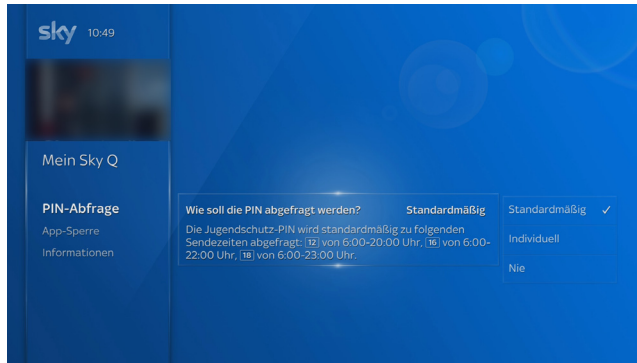 sky 10:49
Mein Sky Q
PIN-Abfrage
App-Sperre
Informationen
Wie soll die PIN abgefragt werden? Standardmäßig
Die Jugendschutz-PIN wird standardmäßig zu folgenden
Sendezeiten abgefragt: 12 von 6:00-20:00 Uhr, 16 von 6:00-
22:00 Uhr, 18 von 6:00-23:00 Uhr.
Standardmäßig ✓
Individuell
Nie